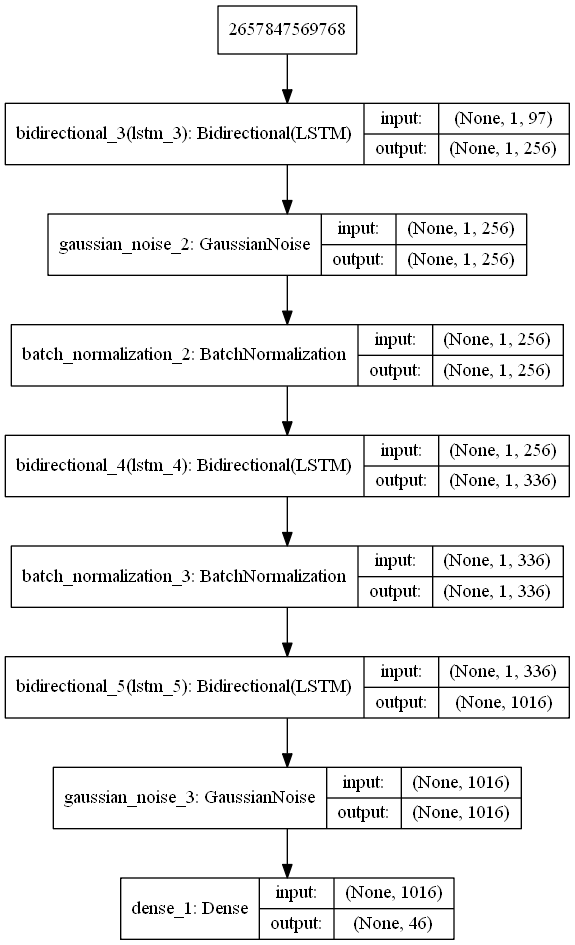 2657847569768
bidirectional_3(lstm_3): Bidirectional(LSTM)
input: (None, 1, 97)
output: (None, 1, 256)
gaussian_noise_2: GaussianNoise
input: (None, 1, 256)
output: (None, 1, 256)
batch_normalization_2: BatchNormalization
input: (None, 1, 256)
output: (None, 1, 256)
bidirectional_4(lstm_4): Bidirectional(LSTM)
input: (None, 1, 256)
output: (None, 1, 336)
batch_normalization_3: BatchNormalization
input: (None, 1, 336)
output: (None, 1, 336)
bidirectional_5(lstm_5): Bidirectional(LSTM)
input: (None, 1, 336)
output: (None, 1016)
gaussian_noise_3: GaussianNoise
input: (None, 1016)
output: (None, 1016)
dense_1: Dense
input: (None, 1016)
output: (None, 46)